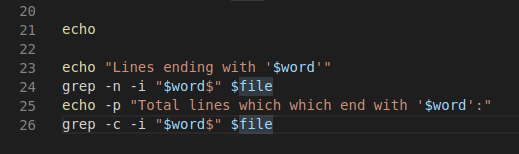 20
21 echo
22
23 echo "Lines ending with '$word'"
24 grep -n -i "$word$" $file
25 echo -p "Total lines which which end with '$word':"
26 grep -c -i "$word$" $file